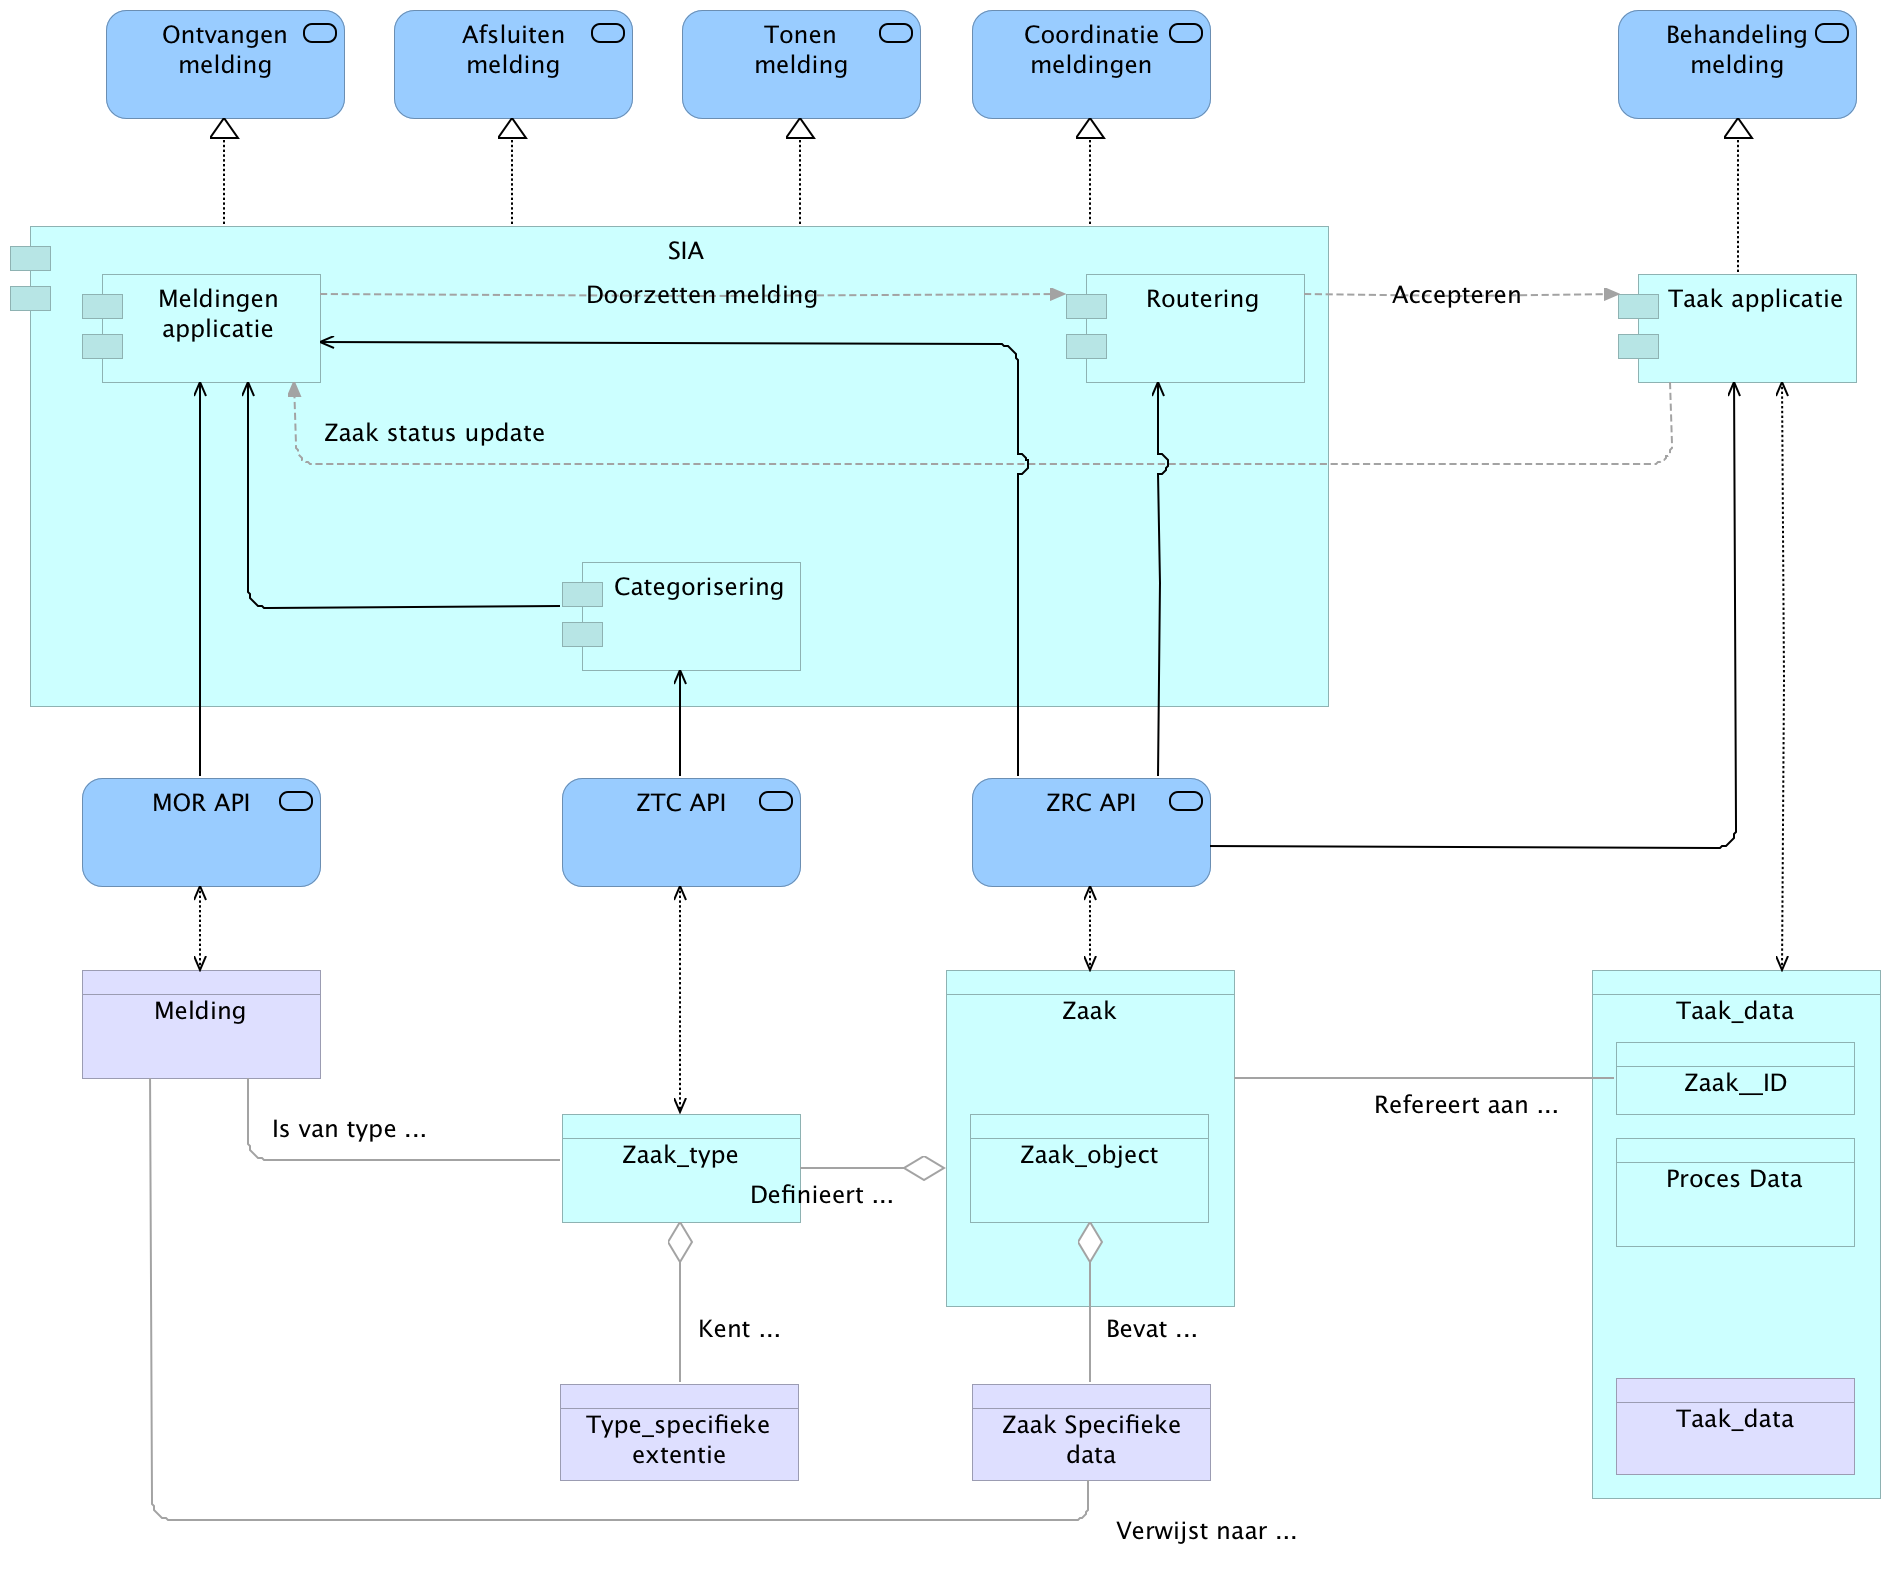 Ontvangen
melding
Afsluiten
melding
Tonen
melding
Coordinatie
meldingen
Behandeling
melding
SIA
Meldingen
applicatie
Doorzetten melding
Routering
Accepteren
Taak applicatie
Zaak status update
Categorisering
MOR API
ZTC API
ZRC API
Melding
Zaak
Taak_data
Zaak__ID
Refereert aan ...
Is van type ...
Zaak_type
Zaak_object
Proces Data
Definieert ...
Kent ...
Bevat ...
Type_specifieke
extentie
Zaak Specifieke
data
Taak_data
Verwijst naar ...